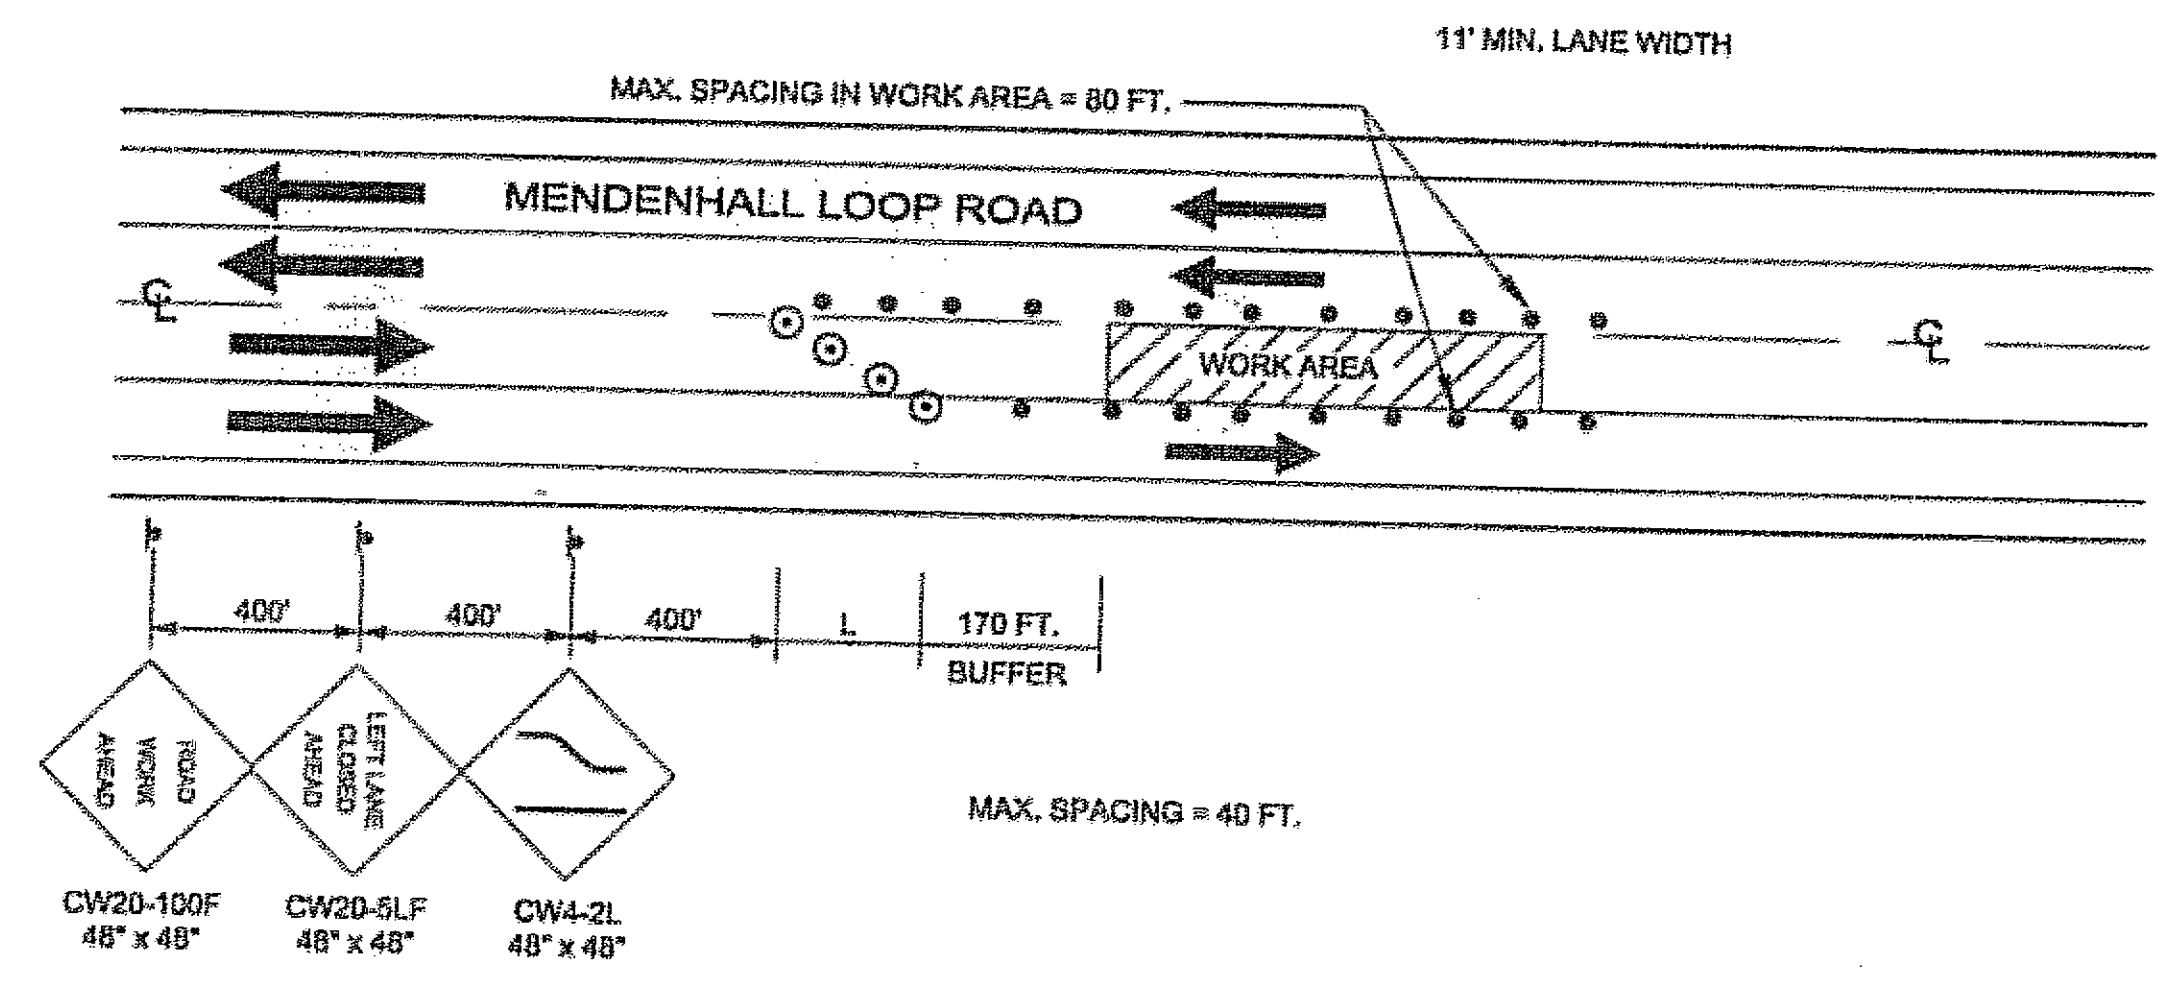 11' MIN. LANE WIDTH
MAX. SPACING IN WORK AREA = 80 FT.
MENDENHALL LOOP ROAD
CL
CL
WORK AREA
400'
400'
400'
L
170 FT.
BUFFER
ROAD
WORK
AHEAD
LEFT LANE
CLOSED
AHEAD
MAX. SPACING = 40 FT.
CW20-100F
48" x 48"
CW20-5LF
48" x 48"
CW4-2L
48" x 48"